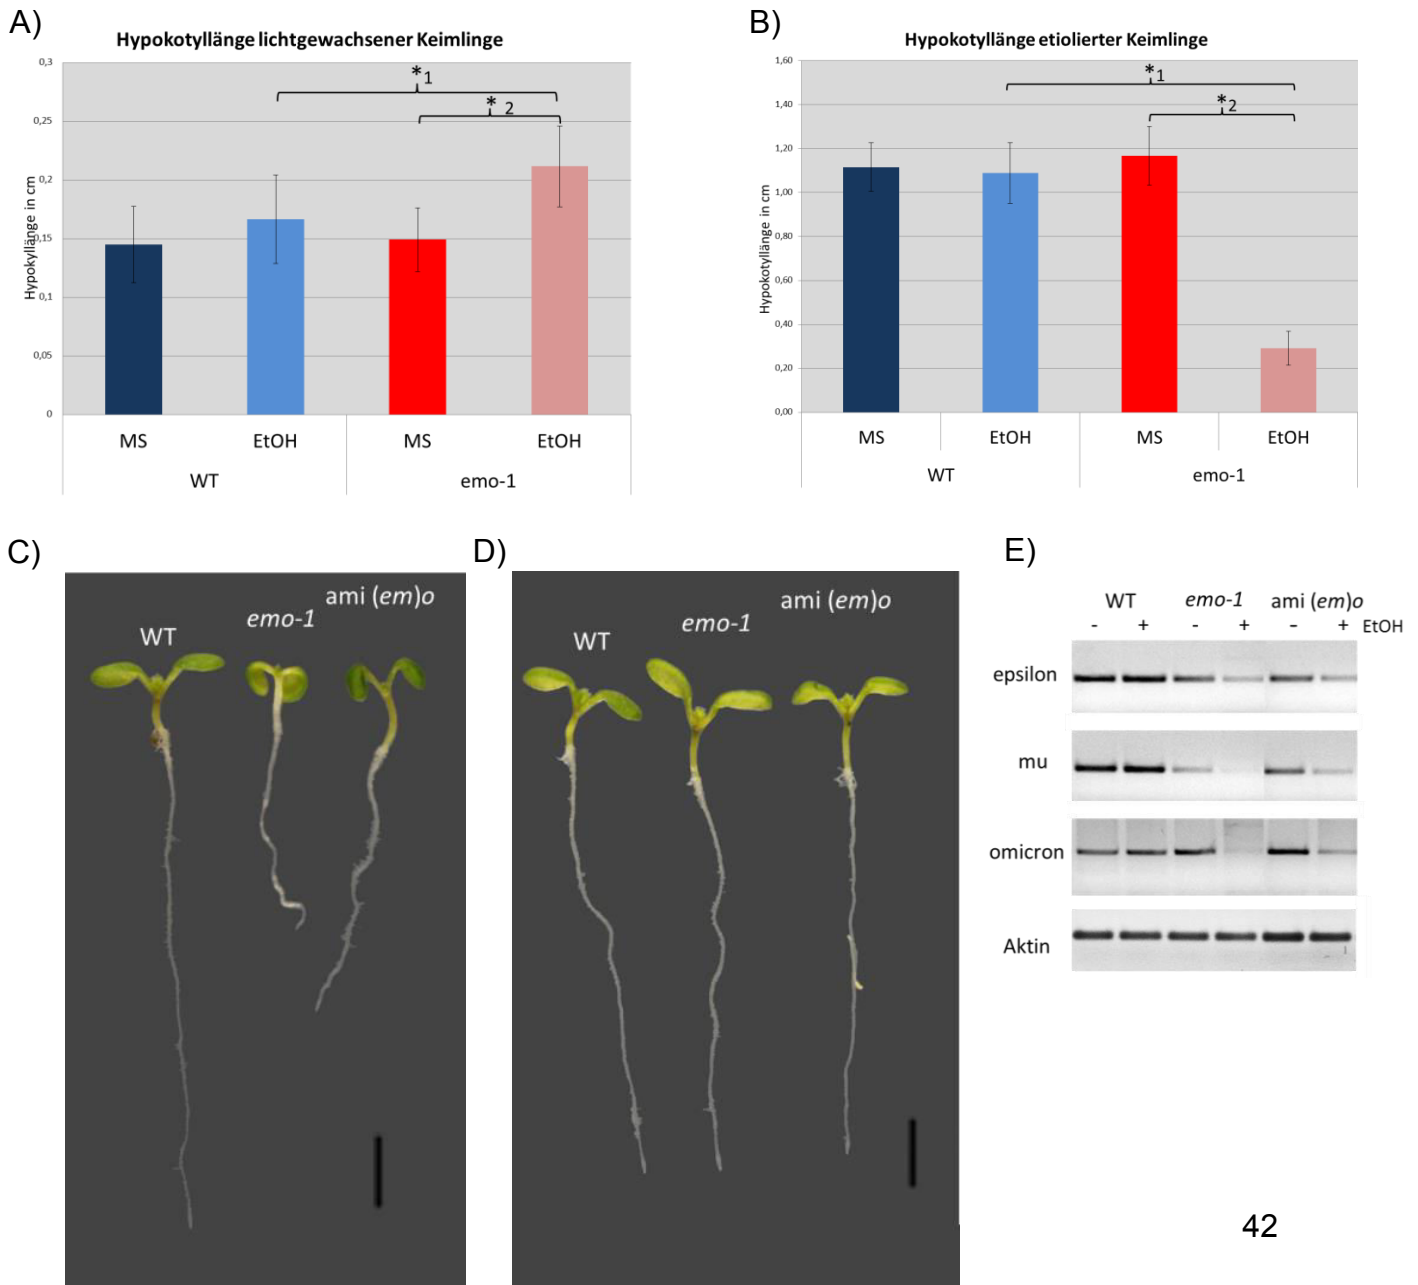 A)
Hypokotyllänge lichtgewachsener Keimlinge
Hypokyllänge in cm
0,3
0,25
0,2
0,15
0,1
0,05
0
*1
* 2
MS EtOH MS EtOH
WT emo-1
B)
Hypokotyllänge etiolierter Keimlinge
Hypokotyllänge in cm
1,60
1,40
1,20
1,00
0,80
0,60
0,40
0,20
0,00
*1
*2
MS EtOH MS EtOH
WT emo-1
C)
WT
emo-1
ami (em)o
D)
WT
emo-1
ami (em)o
E)
WT emo-1 ami (em)o
- + - + - + EtOH
epsilon
mu
omicron
Aktin
42